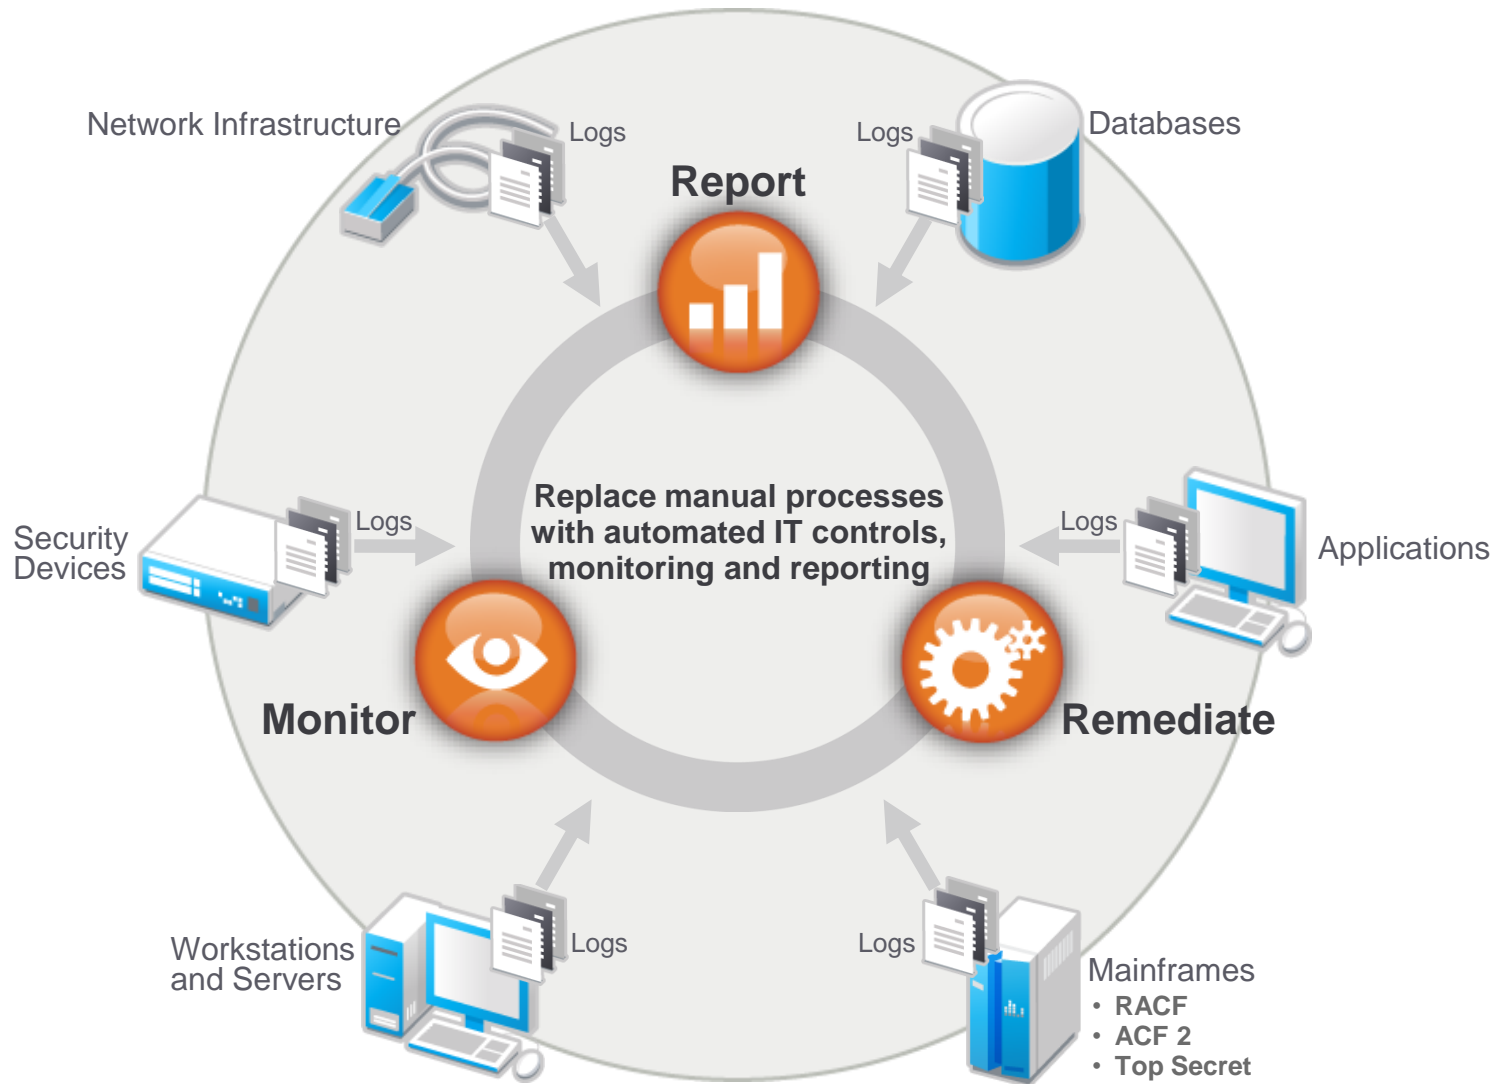 Network Infrastructure
Logs
Logs
Databases
Report
Security
Devices
Logs
Replace manual processes
with automated IT controls,
monitoring and reporting
Logs
Applications
Monitor
Remediate
Workstations
and Servers
Logs
Logs
Mainframes
• RACF
• ACF 2
• Top Secret